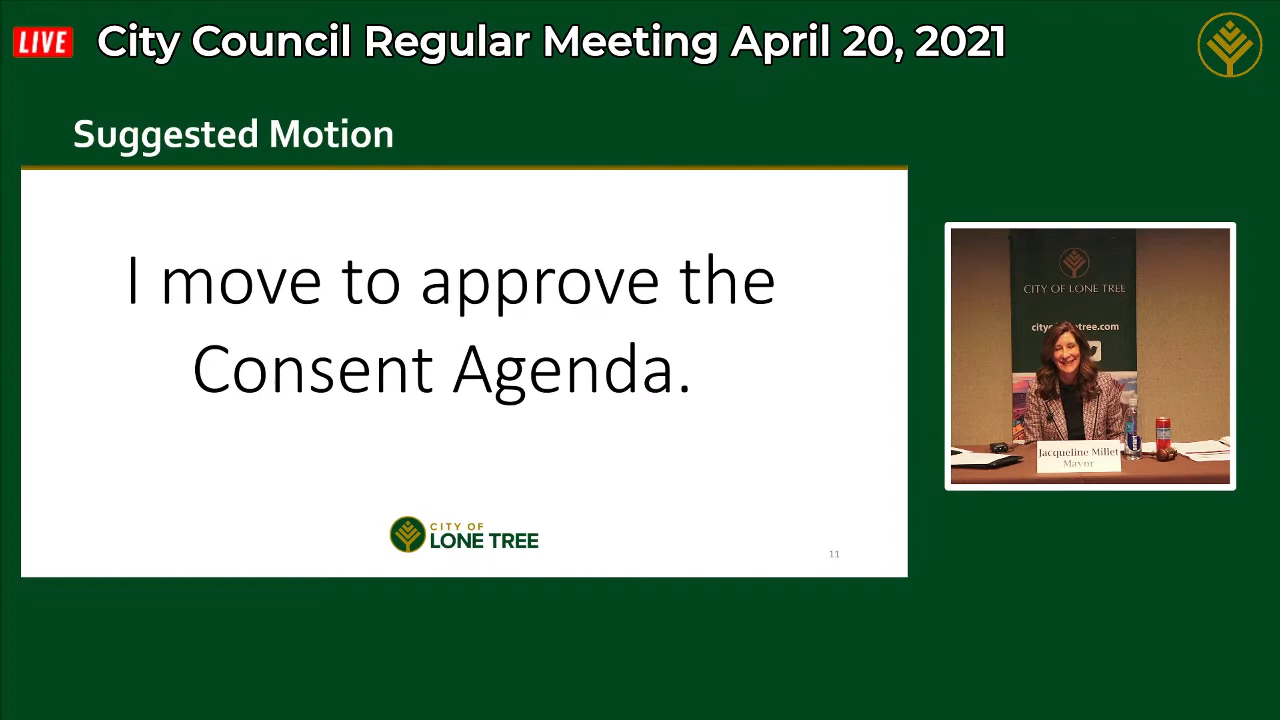 LIVE
City Council Regular Meeting April 20, 2021
Suggested Motion
I move to approve the
Consent Agenda.
CITY OF
LONE TREE
11
CITY OF LONE TREE
Jacqueline Millet
Mayor